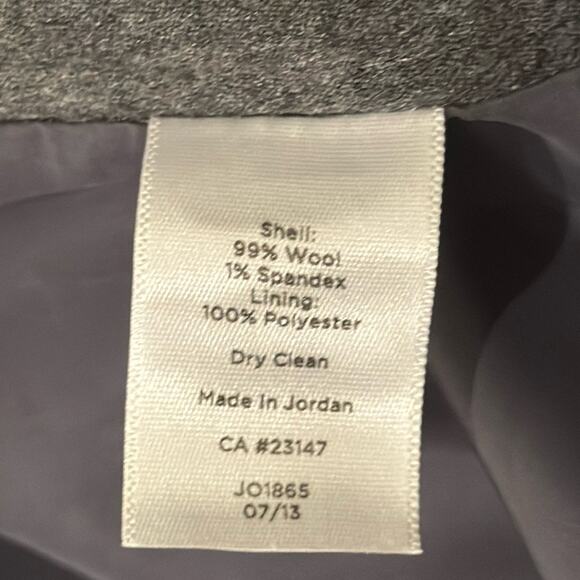 Shell:
99% Wool
1% Spandex
Lining:
100% Polyester
Dry Clean
Made in Jordan
CA #23147
JO1865
07/13